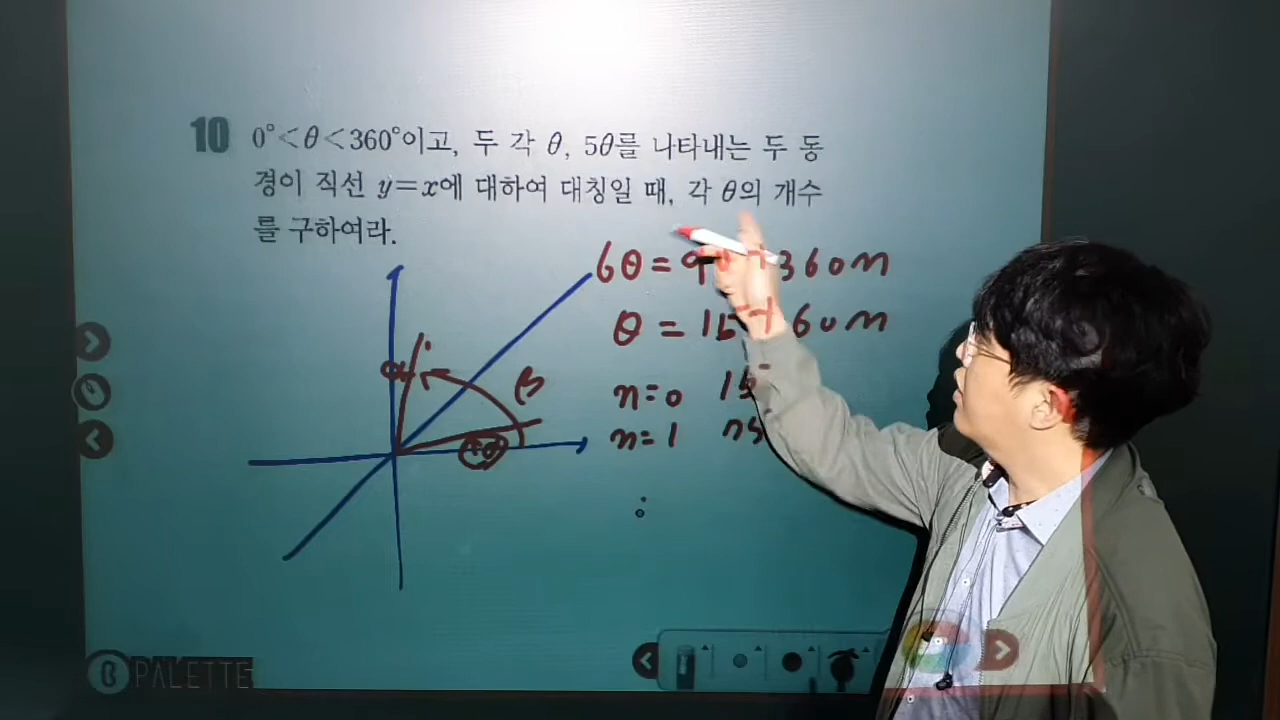 10 0°<θ<360°이고, 두 각 θ, 5θ를 나타내는 두 동
경이 직선 y=x에 대하여 대칭일 때, 각 θ의 개수
를 구하여라.
6θ = 90 + 360n
θ = 15 + 60n
α
β
n=0 15
n=1 75
PALETTE